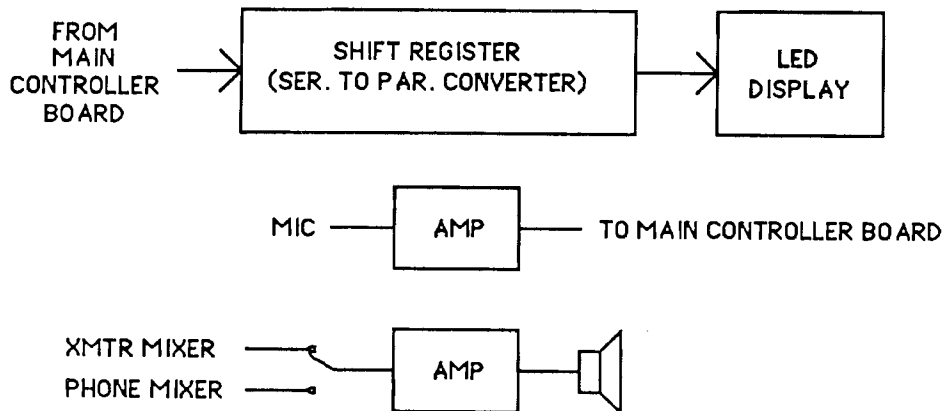 FROM
MAIN
CONTROLLER
BOARD
SHIFT REGISTER
(SER. TO PAR. CONVERTER)
LED
DISPLAY
MIC
AMP
TO MAIN CONTROLLER BOARD
XMTR MIXER
PHONE MIXER
AMP